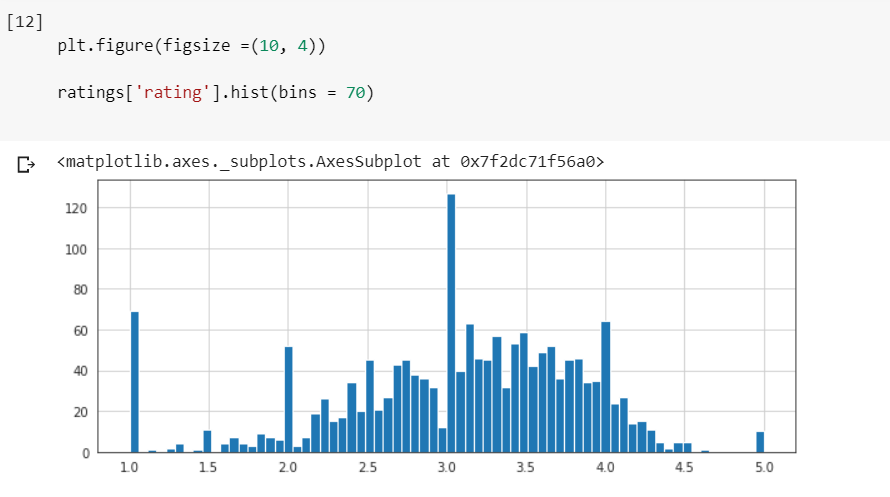 [12]
plt.figure(figsize =(10, 4))
ratings['rating'].hist(bins = 70)
<matplotlib.axes._subplots.AxesSubplot at 0x7f2dc71f56a0>
120
100
80
60
40
20
0
1.0 1.5 2.0 2.5 3.0 3.5 4.0 4.5 5.0